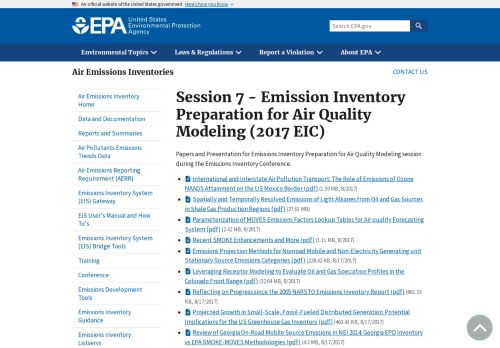 An official website of the United States government Here's how you know
EPA United States Environmental Protection Agency
Search EPA.gov
Environmental Topics
Laws & Regulations
Report a Violation
About EPA
Air Emissions Inventories
CONTACT US
Air Emissions Inventory
Home
Data and Documentation
Reports and Summaries
Air Pollutants Emissions
Trends Data
Air Emissions Reporting
Requirement (AERR)
Emissions Inventory System
(EIS) Gateway
EIS User's Manual and How
To's
Emissions Inventory System
(EIS) Bridge Tools
Training
Conference
Emissions Development
Tools
Emissions Inventory
Guidance
Emissions Inventory
Listservs
Session 7 - Emission Inventory
Preparation for Air Quality
Modeling (2017 EIC)
Papers and Presentation for Emissions Inventory Preparation for Air Quality Modeling session
during the Emissions Inventory Conference.
International and Interstate Air Pollution Transport: The Role of Emissions of Ozone
NAAQS Attainment on the US Mexico Border (pdf) (1.59 MB, 8/2017)
Spatially and Temporally Resolved Emissions of Light Alkanes from Oil and Gas Sources
in Shale Gas Production Regions (pdf) (27.02 MB)
Parameterization of MOVES Emissions Factors Lookup Tables for Air quality Forecasting
System (pdf) (2.42 MB, 8/2017)
Recent SMOKE Enhancements and More (pdf) (1.11 MB, 8/2017)
Emissions Projection Methods for Nonroad Mobile and Non-Electricity Generating unit
Stationary Source Emissions Categories (pdf) (228.42 KB, 8/17/2017)
Leveraging Receptor Modeling to Evaluate Oil and Gas Speciation Profiles in the
Colorado Front Range (pdf) (32.64 MB, 8/2017)
Reflecting on Progress since the 2005 NARSTO Emissions Inventory Report (pdf) (861.32
KB, 8/17/2017)
Projected Growth in Small-Scale, Fossil-Fueled Distributed Generation: Potential
Implications for the US Greenhouse Gas Inventory (pdf) (463.41 KB, 8/17/2017)
Review of Georgia On-Road Mobile Source Emissions in NEI 2014: Georgia EPD Inventory
vs EPA SMOKE-MOVES Methodologies (pdf) (4.3 MB, 8/17/2017)